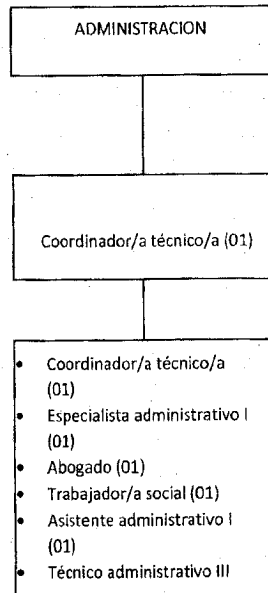 ADMINISTRACION
Coordinador/a técnico/a (01)
• Coordinador/a técnico/a
(01)
• Especialista administrativo I
(01)
• Abogado (01)
• Trabajador/a social (01)
• Asistente administrativo I
(01)
• Técnico administrativo III